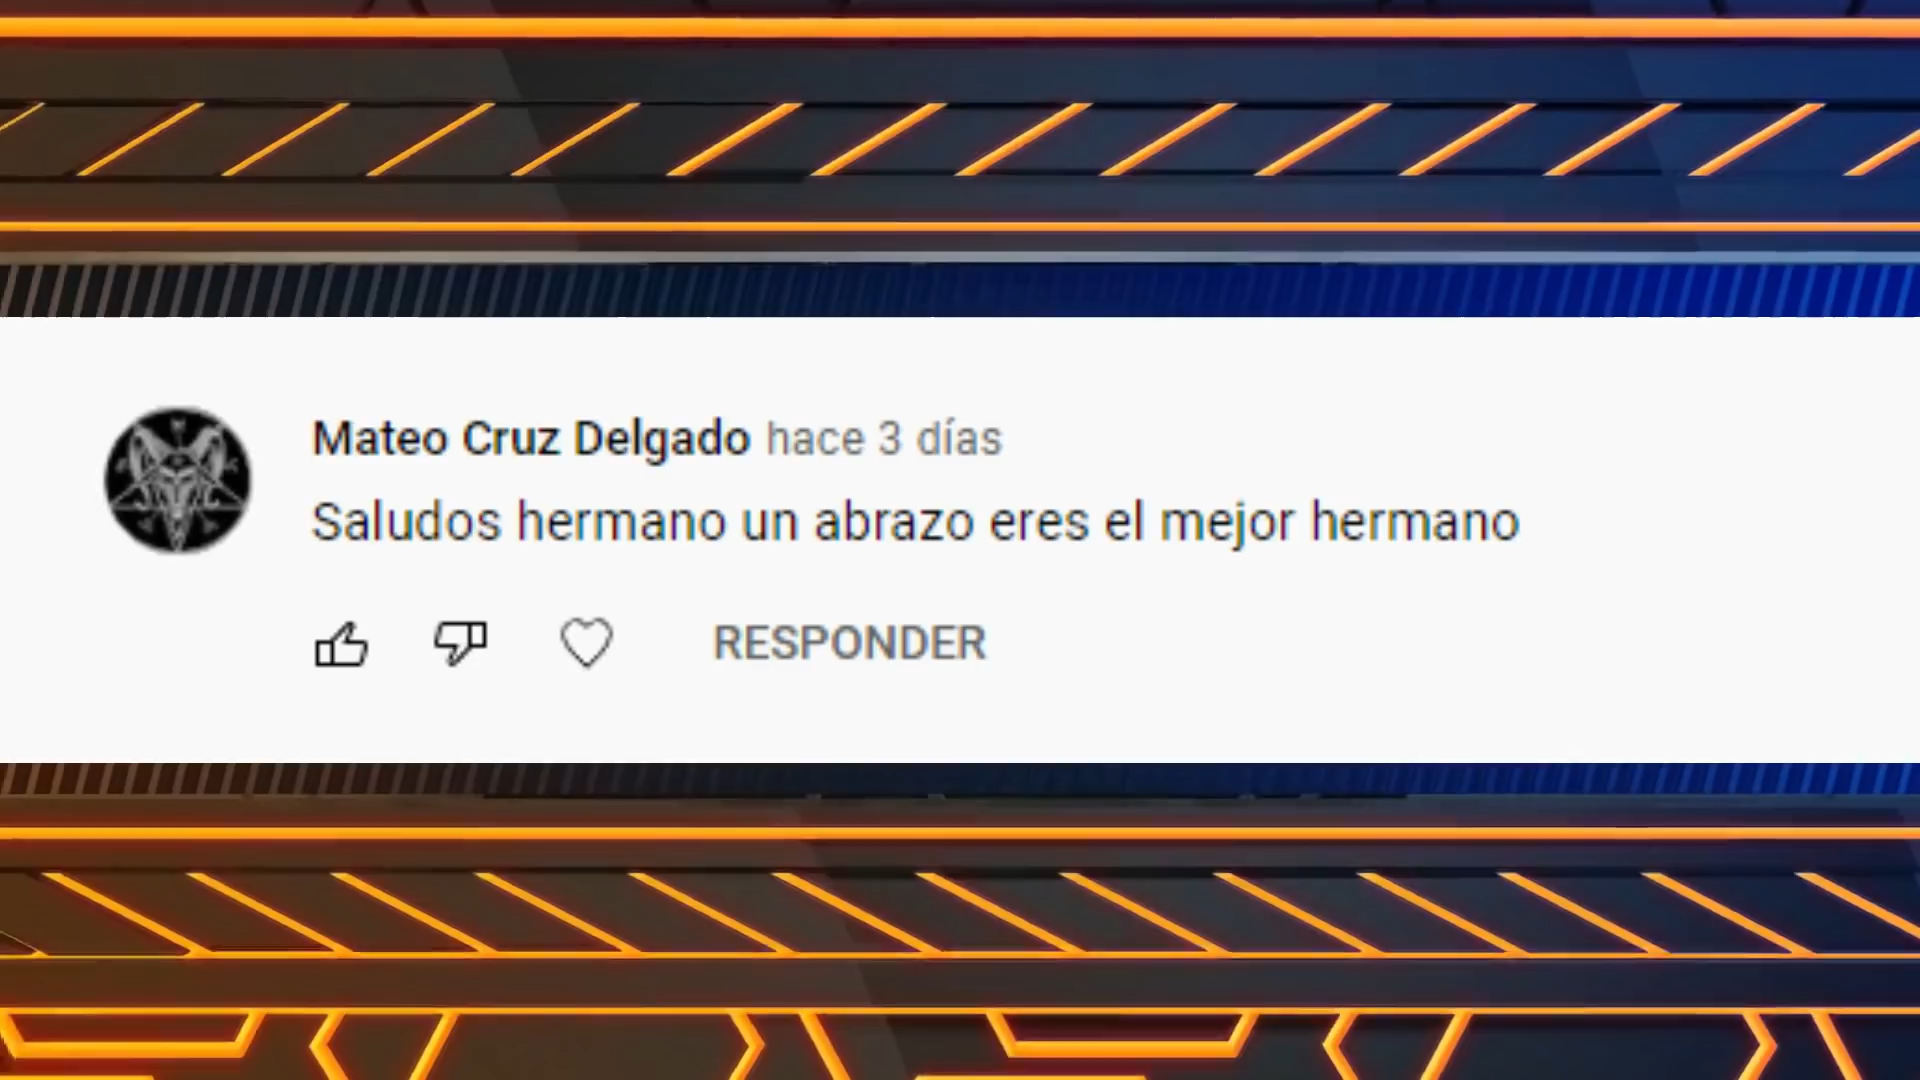 Mateo Cruz Delgado hace 3 días
Saludos hermano un abrazo eres el mejor hermano
RESPONDER